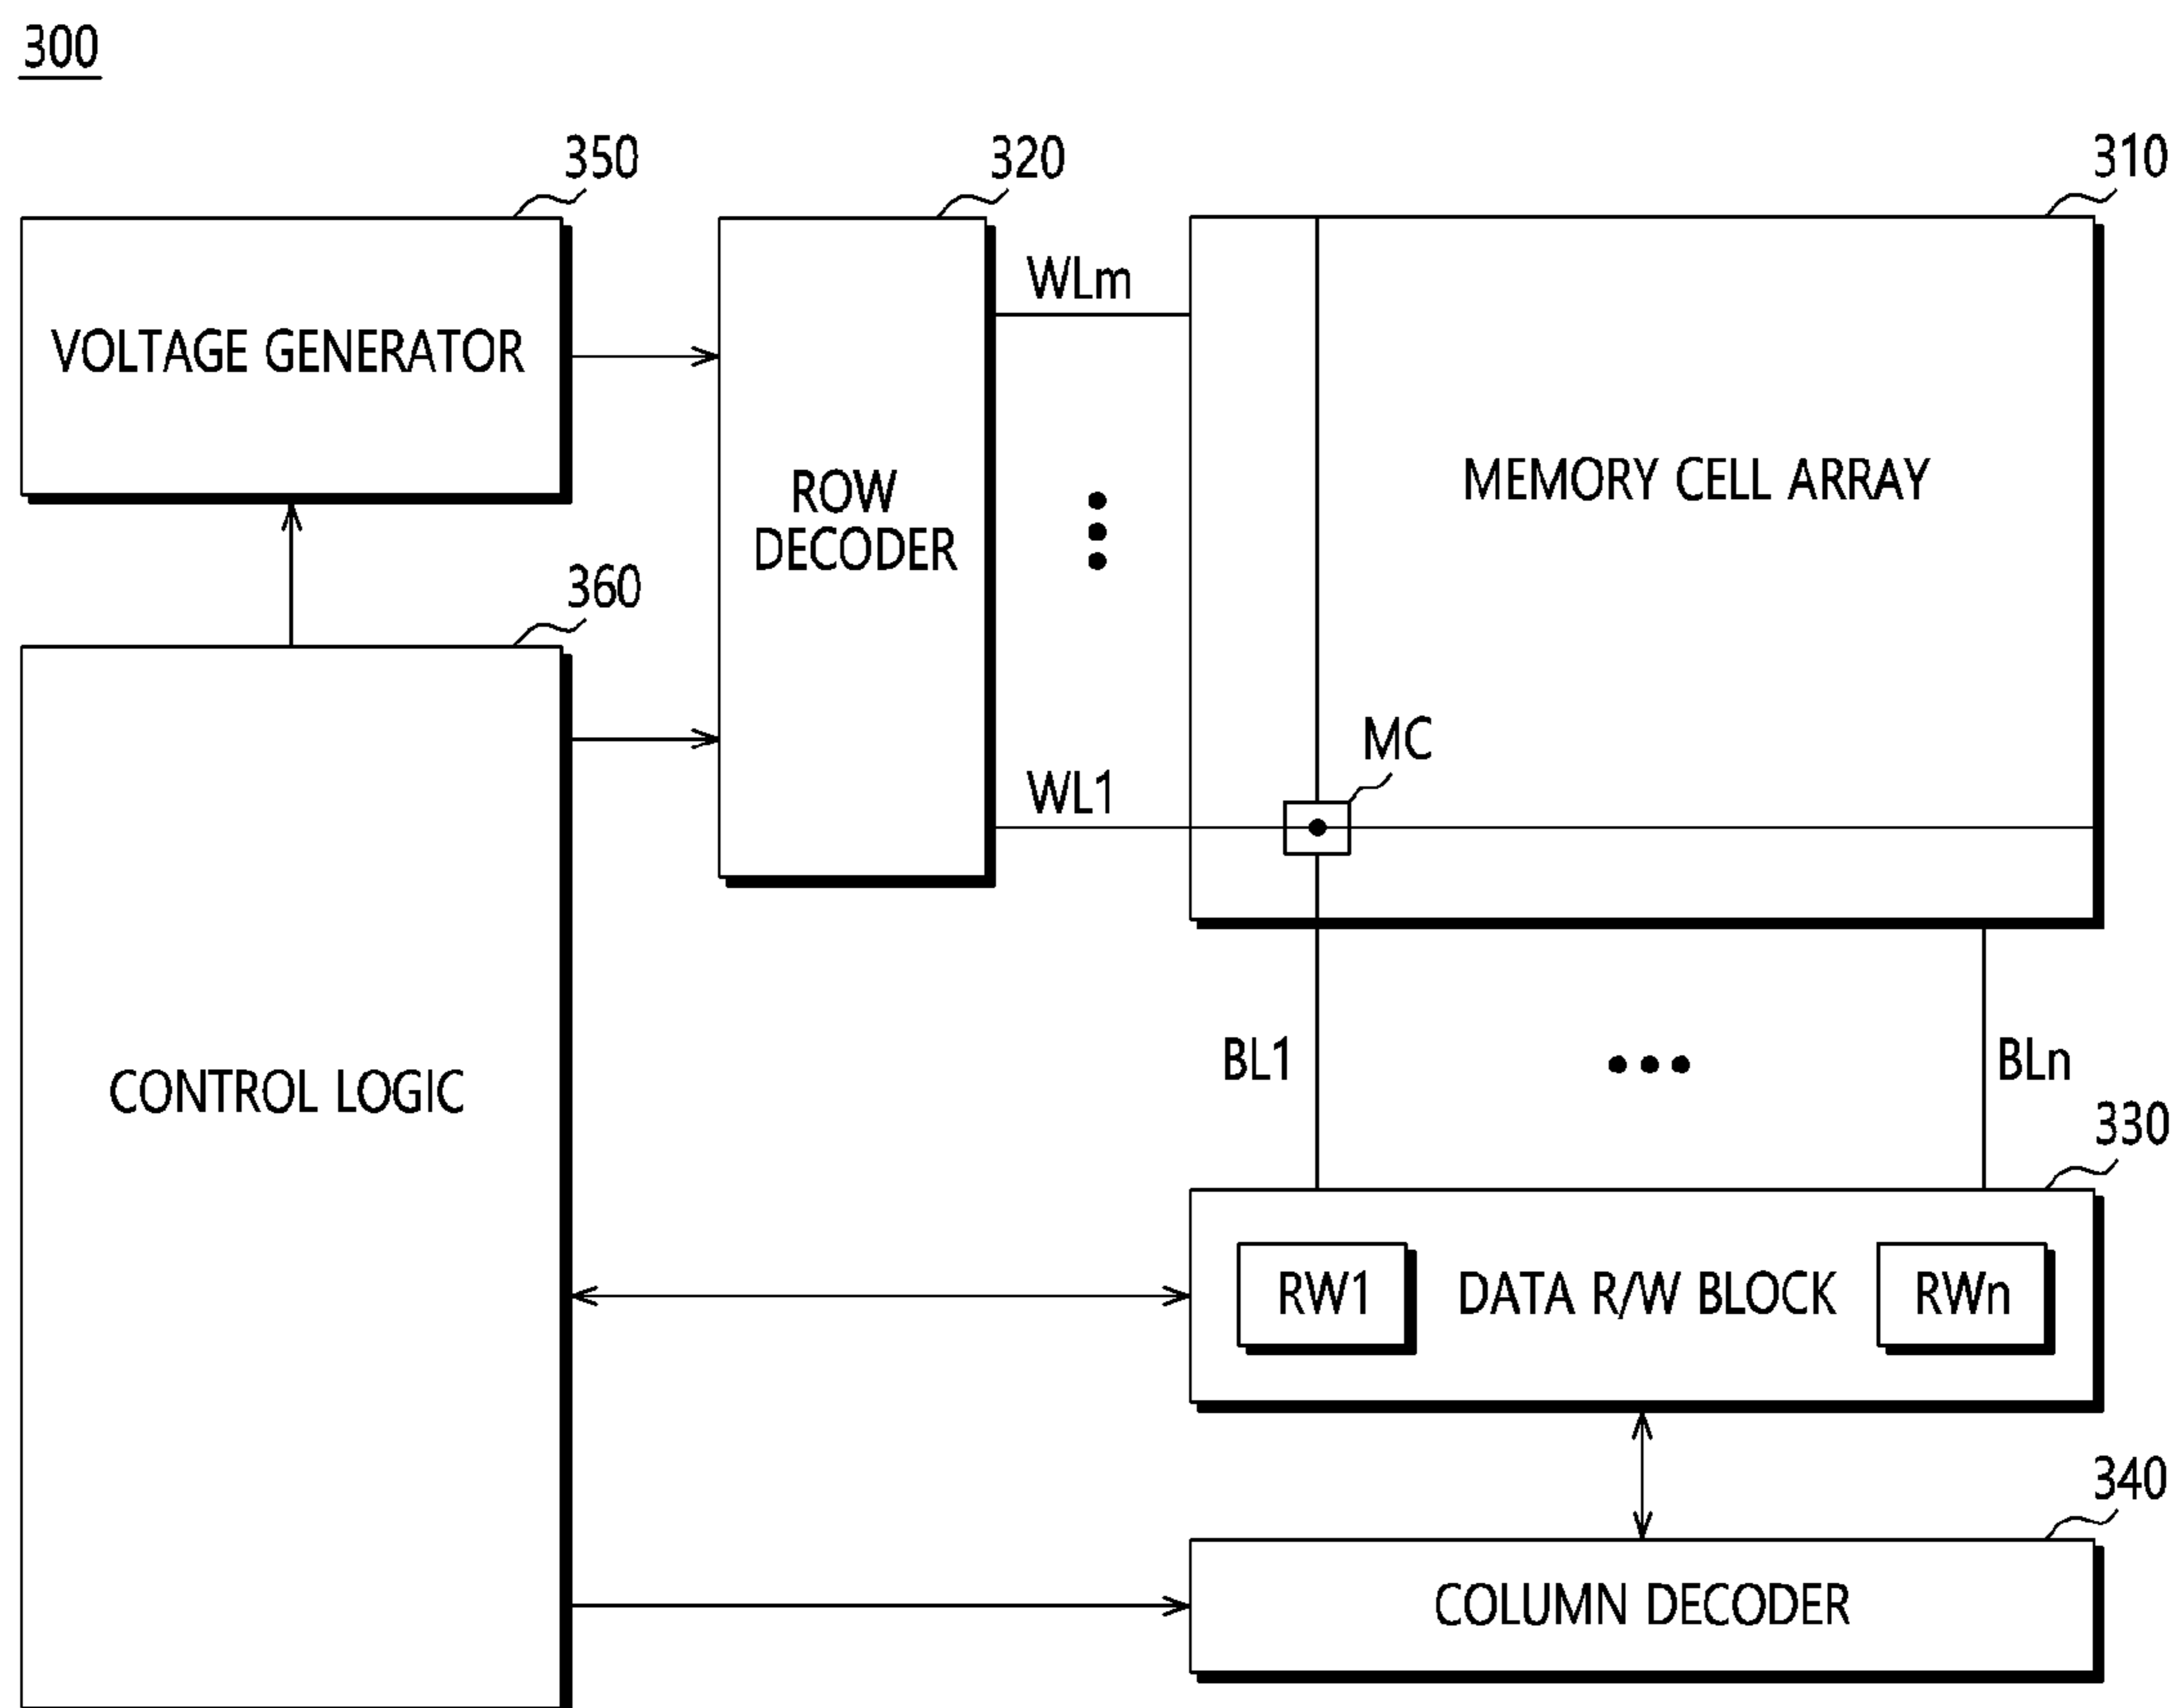 300
350
320
310
VOLTAGE GENERATOR
ROW
DECODER
WLm
MEMORY CELL ARRAY
360
MC
WL1
CONTROL LOGIC
BL1
BLn
330
RW1
DATA R/W BLOCK
RWn
340
COLUMN DECODER